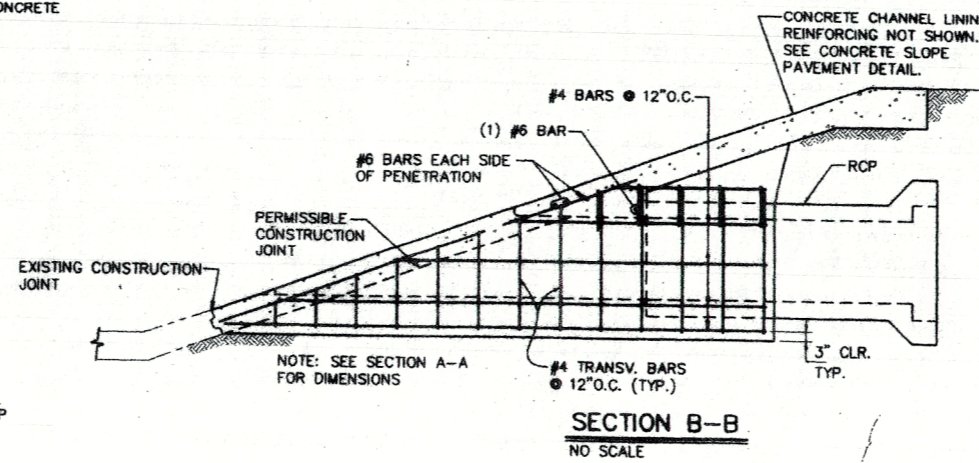 CONCRETE CHANNEL
REINFORCING NOT SHOWN.
SEE CONCRETE SLOPE
PAVEMENT DETAIL.
#4 BARS @ 12"O.C.
(1) #6 BAR
#6 BARS EACH SIDE
OF PENETRATION
RCP
PERMISSIBLE
CONSTRUCTION
JOINT
EXISTING CONSTRUCTION
JOINT
NOTE: SEE SECTION A-A
FOR DIMENSIONS
#4 TRANSV. BARS
@ 12"O.C. (TYP.)
3" CLR.
TYP.
SECTION B-B
NO SCALE